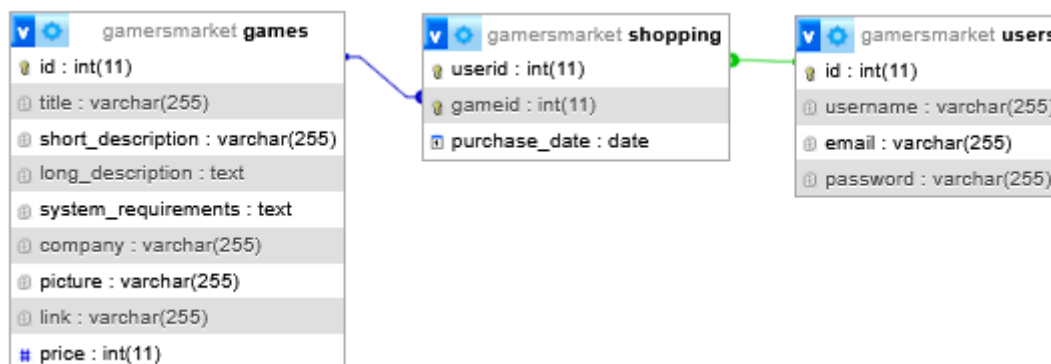 v gamersmarket games
id : int(11)
title : varchar(255)
short_description : varchar(255)
long_description : text
system_requirements : text
company : varchar(255)
picture : varchar(255)
link : varchar(255)
# price : int(11)
v gamersmarket shopping
userid : int(11)
gameid : int(11)
purchase_date : date
v gamersmarket users
id : int(11)
username : varchar(255)
email : varchar(255)
password : varchar(255)